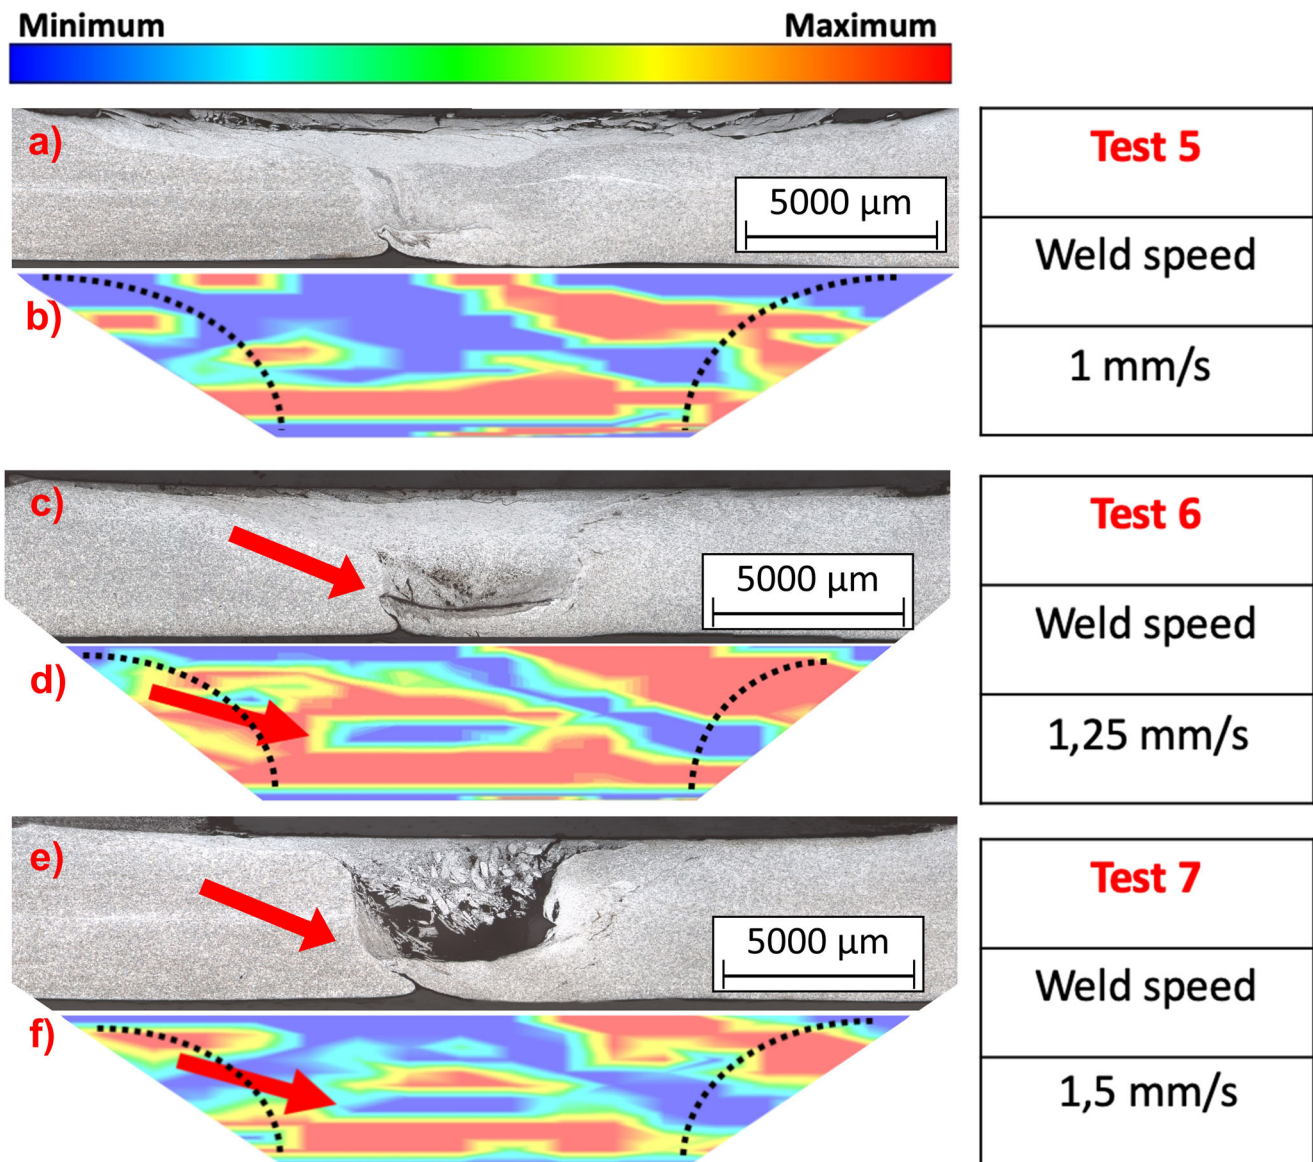 Minimum Maximum
a)
5000 µm
Test 5
Weld speed
1 mm/s
b)
c)
5000 µm
Test 6
Weld speed
1,25 mm/s
d)
e)
5000 µm
Test 7
Weld speed
1,5 mm/s
f)